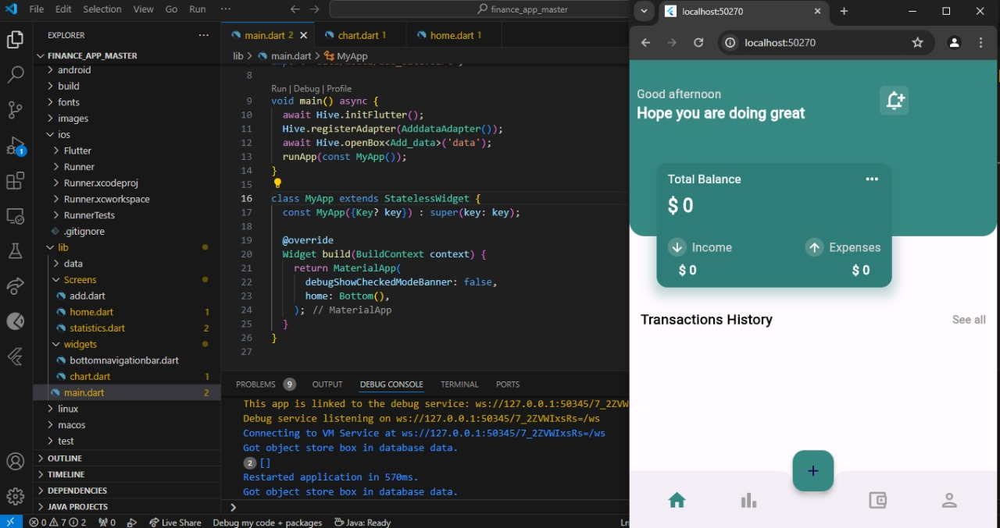 File Edit Selection View Go Run ··· finance_app_master
EXPLORER ···
FINANCE_APP_MASTER
android
build
fonts
images
ios
Flutter
Runner
Runner.xcodeproj
Runner.xcworkspace
RunnerTests
.gitignore
lib
data
Screens
add.dart
home.dart 1
statistics.dart 2
widgets
bottomnavigationbar.dart
chart.dart 1
main.dart 2
linux
macos
test
OUTLINE
TIMELINE
DEPENDENCIES
JAVA PROJECTS
1
main.dart 2 chart.dart 1 home.dart 1
lib > main.dart > MyApp
8
Run | Debug | Profile
9 void main() async {
10 await Hive.initFlutter();
11 Hive.registerAdapter(AdddataAdapter());
12 await Hive.openBox<Add_data>('data');
13 runApp(const MyApp());
14 }
15
16 class MyApp extends StatelessWidget {
17 const MyApp({Key? key}) : super(key: key);
18
19 @override
20 Widget build(BuildContext context) {
21 return MaterialApp(
22 debugShowCheckedModeBanner: false,
23 home: Bottom(),
24 ); // MaterialApp
25 }
26 }
27
PROBLEMS 9 OUTPUT DEBUG CONSOLE TERMINAL PORTS
This app is linked to the debug service: ws://127.0.0.1:50345/7_2ZVW
Debug service listening on ws://127.0.0.1:50345/7_2ZVWIxsRs=/ws
Connecting to VM Service at ws://127.0.0.1:50345/7_2ZVWIxsRs=/ws
Got object store box in database data.
2 []
Restarted application in 570ms.
Got object store box in database data.
>
0 7 2 0 Live Share Debug my code + packages Java: Ready Ln
localhost:50270
localhost:50270
Good afternoon
Hope you are doing great
Total Balance ···
$ 0
Income Expenses
$ 0 $ 0
Transactions History See all
+